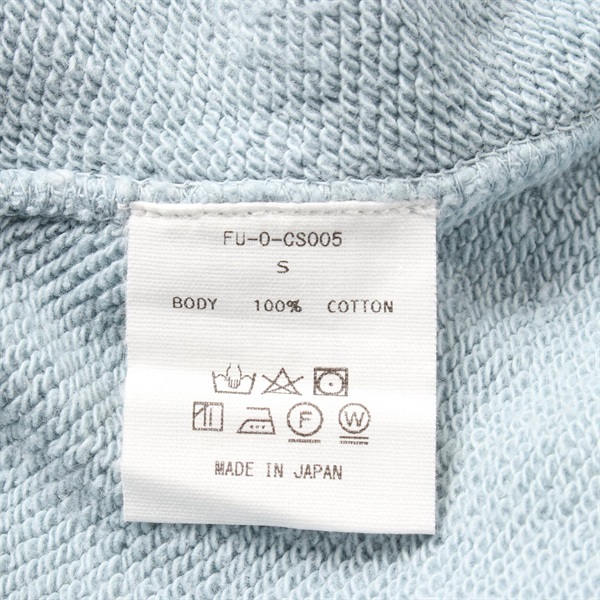 FU-O-CS005
S
BODY 100% COTTON
F W
MADE IN JAPAN